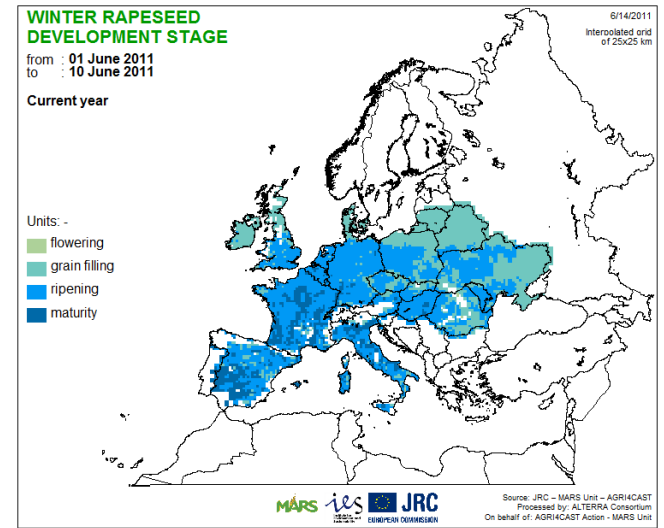 WINTER RAPESEED
DEVELOPMENT STAGE
from : 01 June 2011
to : 10 June 2011
Current year
6/14/2011
Interpolated grid
of 25x25 km
Units: -
flowering
grain filling
ripening
maturity
MARS ies JRC
EUROPEAN COMMISSION
Source: JRC – MARS Unit – AGRI4CAST
Processed by: ALTERRA Consortium
On behalf of: AGRI4CAST Action - MARS Unit